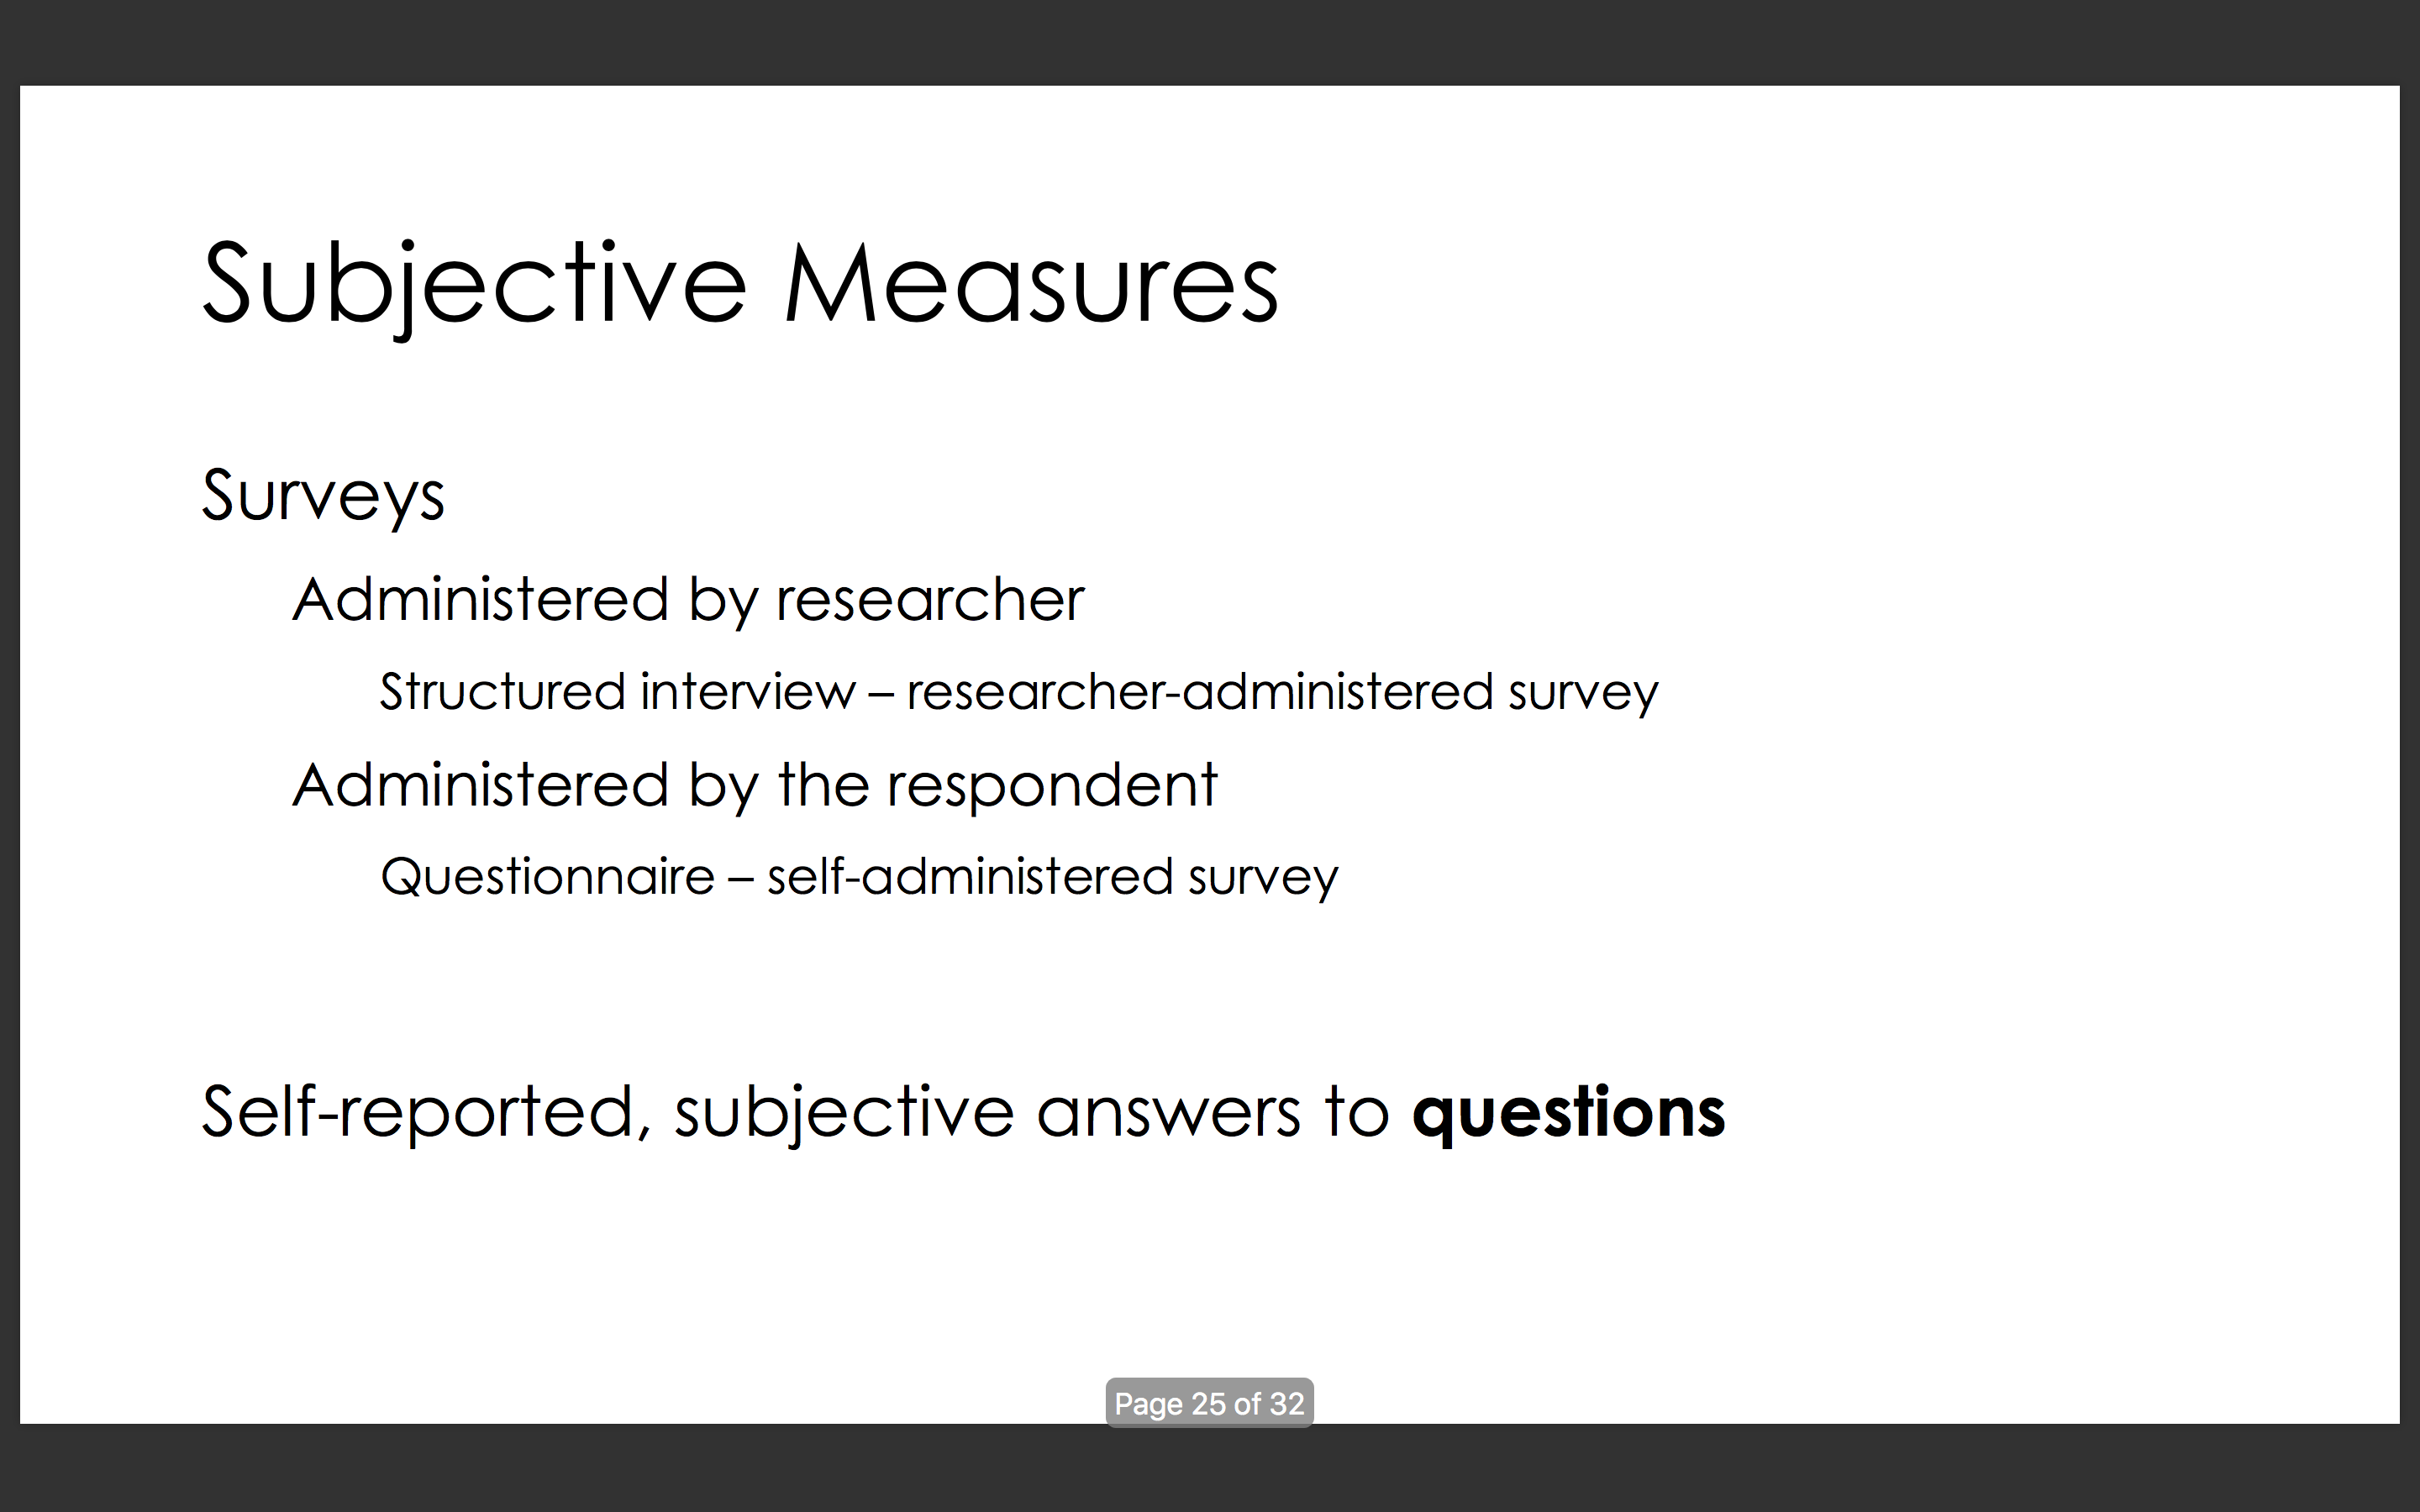 Subjective Measures
Surveys
Administered by researcher
Structured interview – researcher-administered survey
Administered by the respondent
Questionnaire – self-administered survey
Self-reported, subjective answers to questions
Page 25 of 32